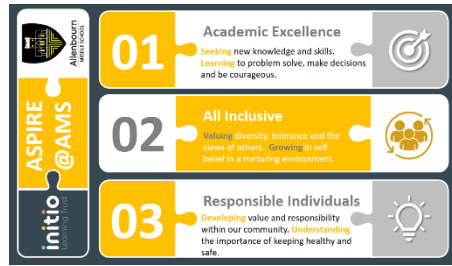 Allenbourn
MIDDLE SCHOOL
ASPIRE
@AMS
initio
Learning Trust
01
Academic Excellence
Seeking new knowledge and skills.
Learning to problem solve, make decisions
and be courageous.
02
All Inclusive
Valuing diversity, tolerance and the
views of others. Growing in self
belief in a nurturing environment.
03
Responsible Individuals
Developing value and responsibility
within our community. Understanding
the importance of keeping healthy and
safe.